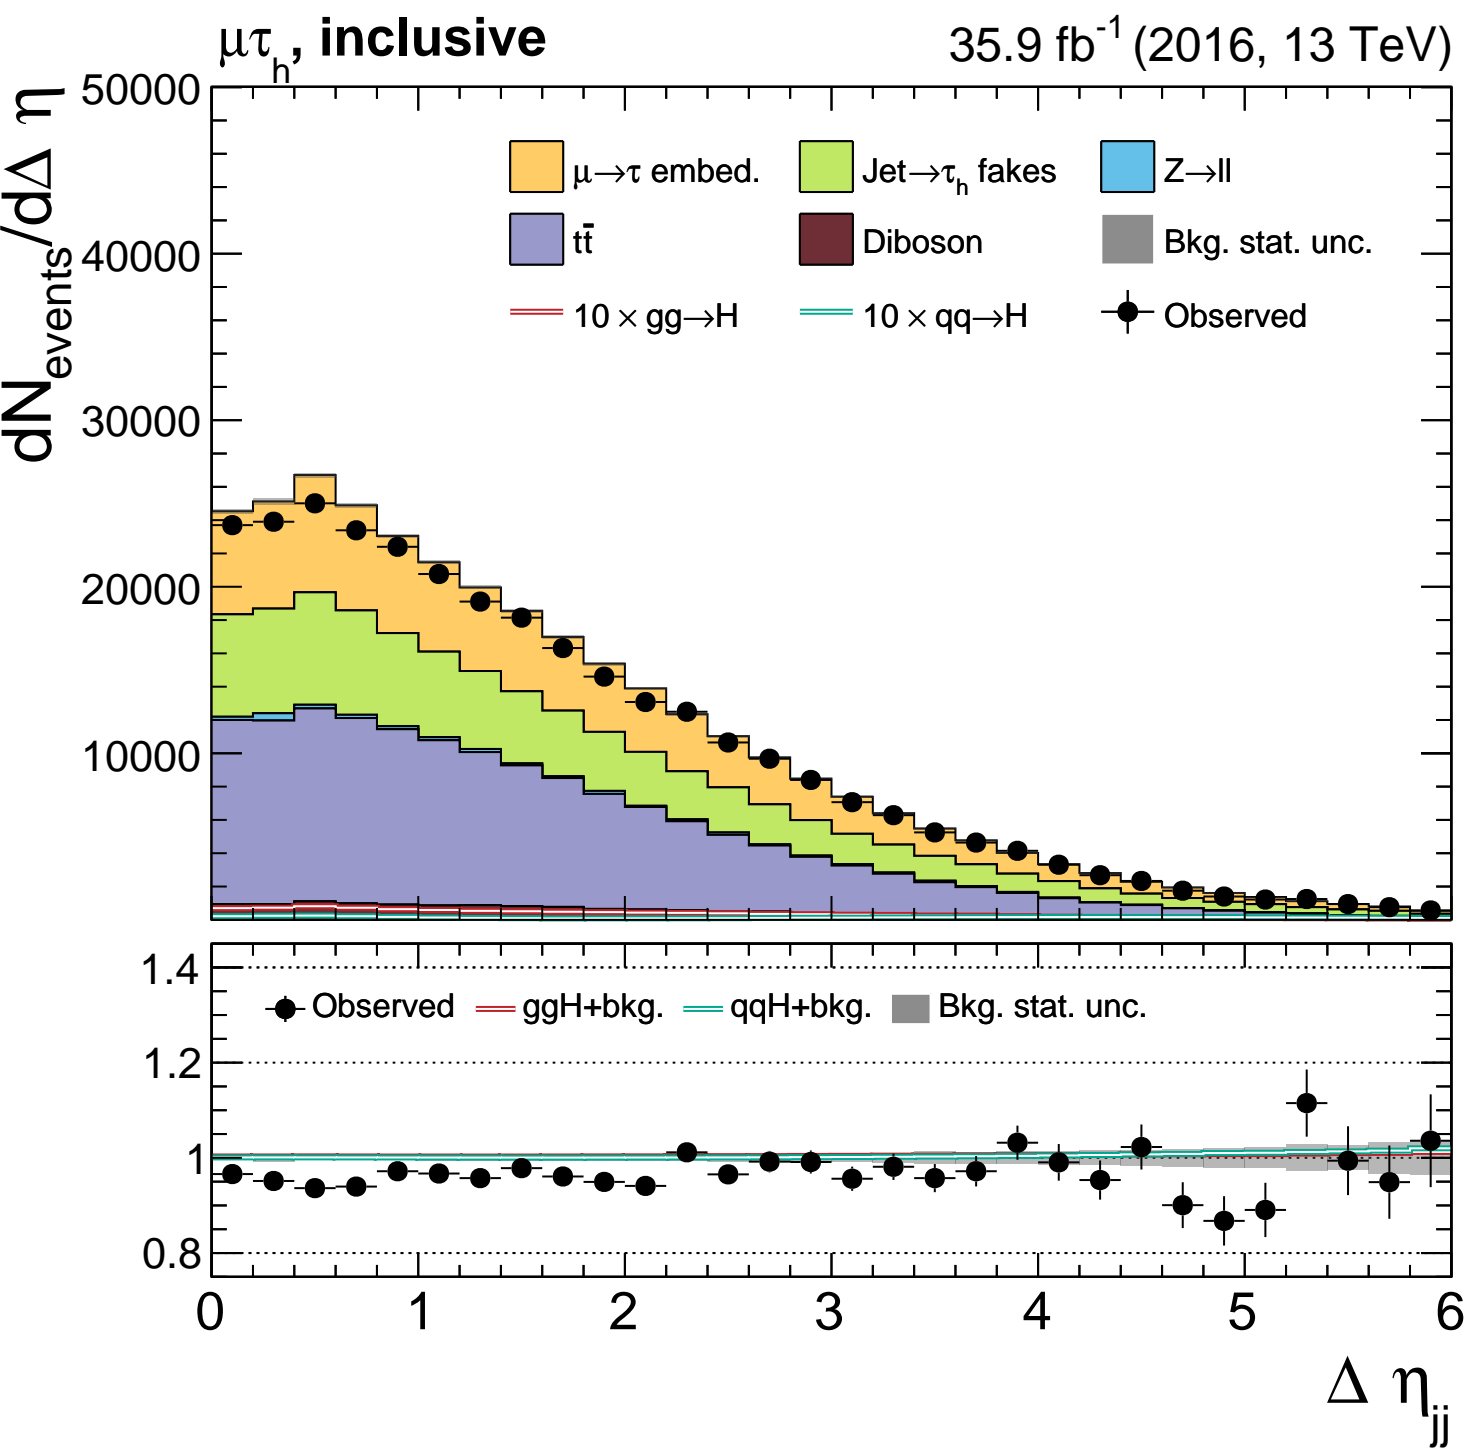 μτh, inclusive
35.9 fb-1 (2016, 13 TeV)
dNevents/dΔ η
50000
40000
30000
20000
10000
μ→τ embed.
Jet→τh fakes
Z→ll
tt̄
Diboson
Bkg. stat. unc.
10 × gg→H
10 × qq→H
Observed
1.4
1.2
1
0.8
Observed
ggH+bkg.
qqH+bkg.
Bkg. stat. unc.
0 1 2 3 4 5 6
Δ ηjj